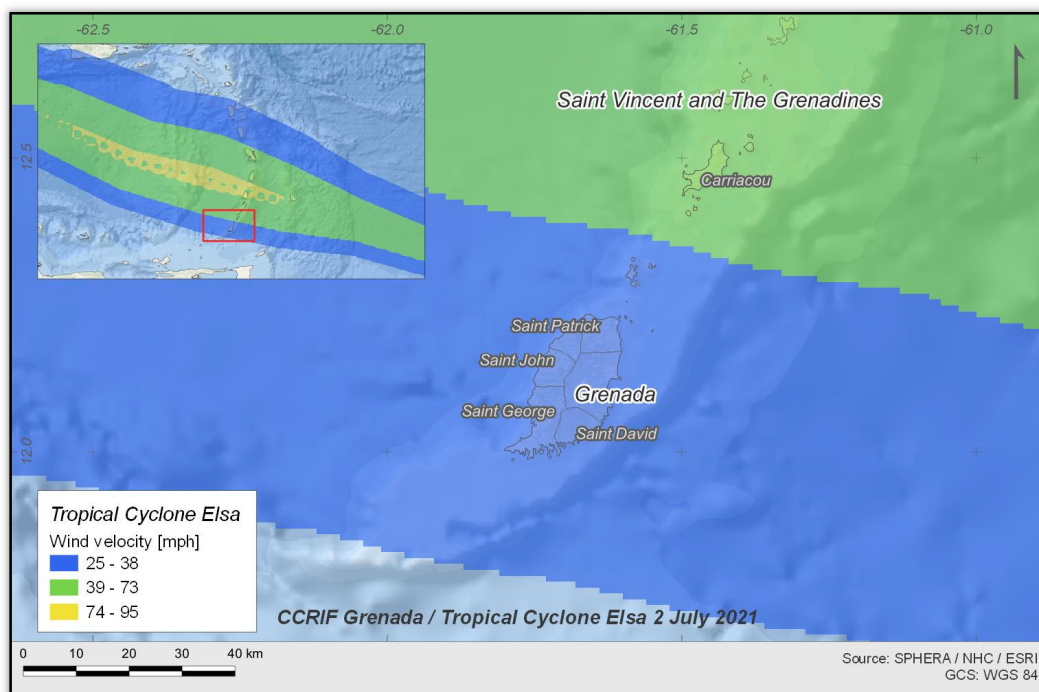 -62.5
-62.0
-61.5
-61.0
Saint Vincent and The Grenadines
12.5
Carriacou
Saint Patrick
Saint John
Grenada
Saint George
Saint David
12.0
Tropical Cyclone Elsa
Wind velocity [mph]
25 - 38
39 - 73
74 - 95
CCRIF Grenada / Tropical Cyclone Elsa 2 July 2021
0 10 20 30 40 km
Source: SPHERA / NHC / ESRI
GCS: WGS 84